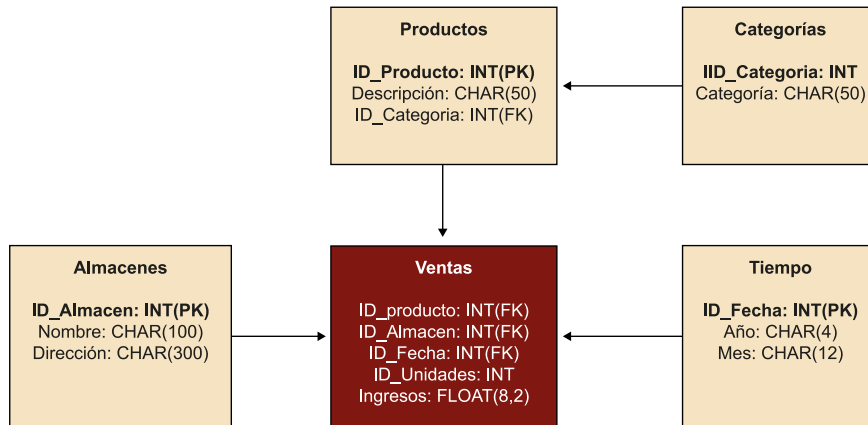 Productos
ID_Producto: INT(PK)
Descripción: CHAR(50)
ID_Categoria: INT(FK)
Categorías
IID_Categoria: INT
Categoría: CHAR(50)
Almacenes
ID_Almacen: INT(PK)
Nombre: CHAR(100)
Dirección: CHAR(300)
Ventas
ID_producto: INT(FK)
ID_Almacen: INT(FK)
ID_Fecha: INT(FK)
ID_Unidades: INT
Ingresos: FLOAT(8,2)
Tiempo
ID_Fecha: INT(PK)
Año: CHAR(4)
Mes: CHAR(12)